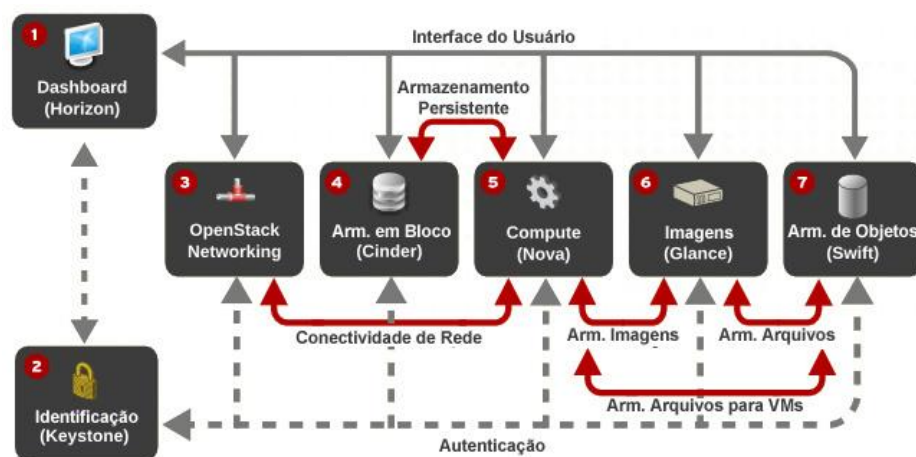 1
Dashboard
(Horizon)
Interface do Usuário
Armazenamento
Persistente
3
OpenStack
Networking
4
Arm. em Bloco
(Cinder)
5
Compute
(Nova)
6
Imagens
(Glance)
7
Arm. de Objetos
(Swift)
Conectividade de Rede
Arm. Imagens
Arm. Arquivos
Arm. Arquivos para VMs
2
Identificação
(Keystone)
Autenticação